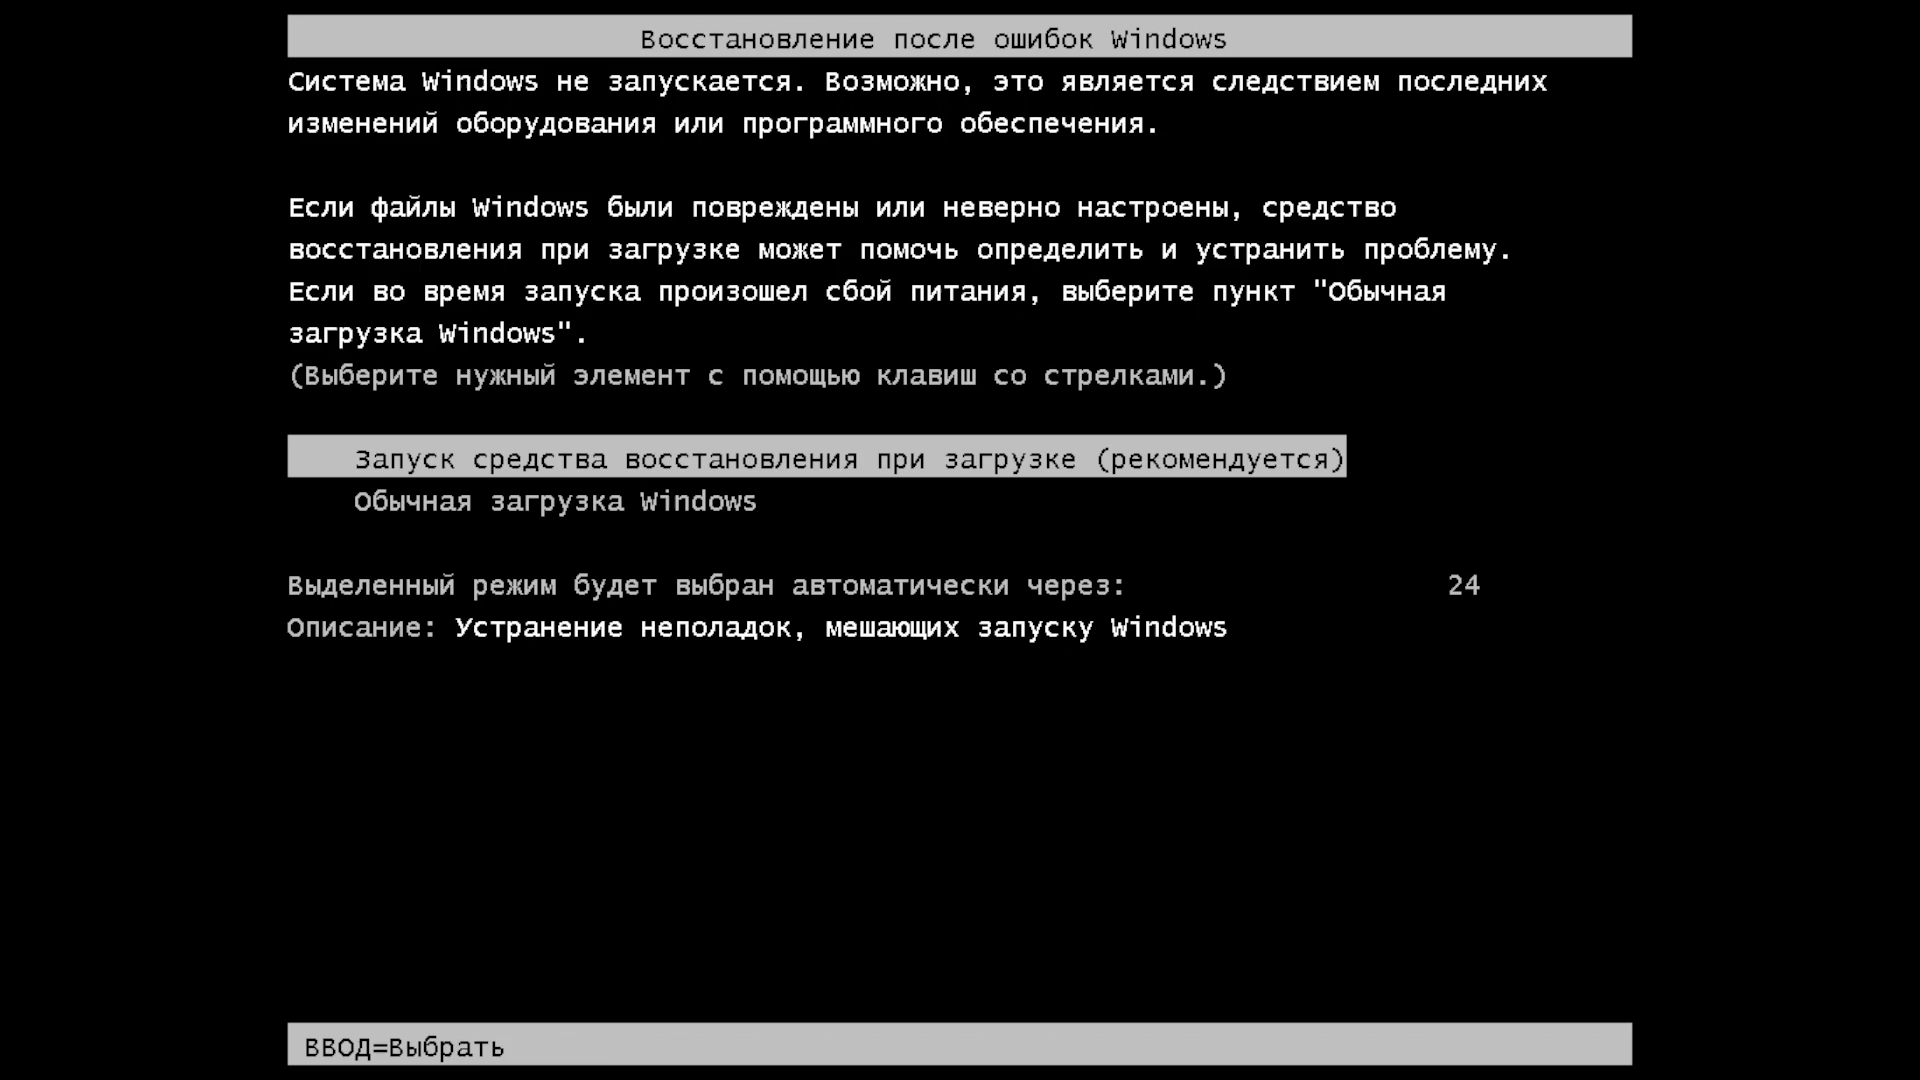 Восстановление после ошибок Windows
Система Windows не запускается. Возможно, это является следствием последних
изменений оборудования или программного обеспечения.
Если файлы Windows были повреждены или неверно настроены, средство
восстановления при загрузке может помочь определить и устранить проблему.
Если во время запуска произошел сбой питания, выберите пункт "Обычная
загрузка Windows".
(Выберите нужный элемент с помощью клавиш со стрелками.)
Запуск средства восстановления при загрузке (рекомендуется)
Обычная загрузка Windows
Выделенный режим будет выбран автоматически через: 24
Описание: Устранение неполадок, мешающих запуску Windows
ВВОД=Выбрать